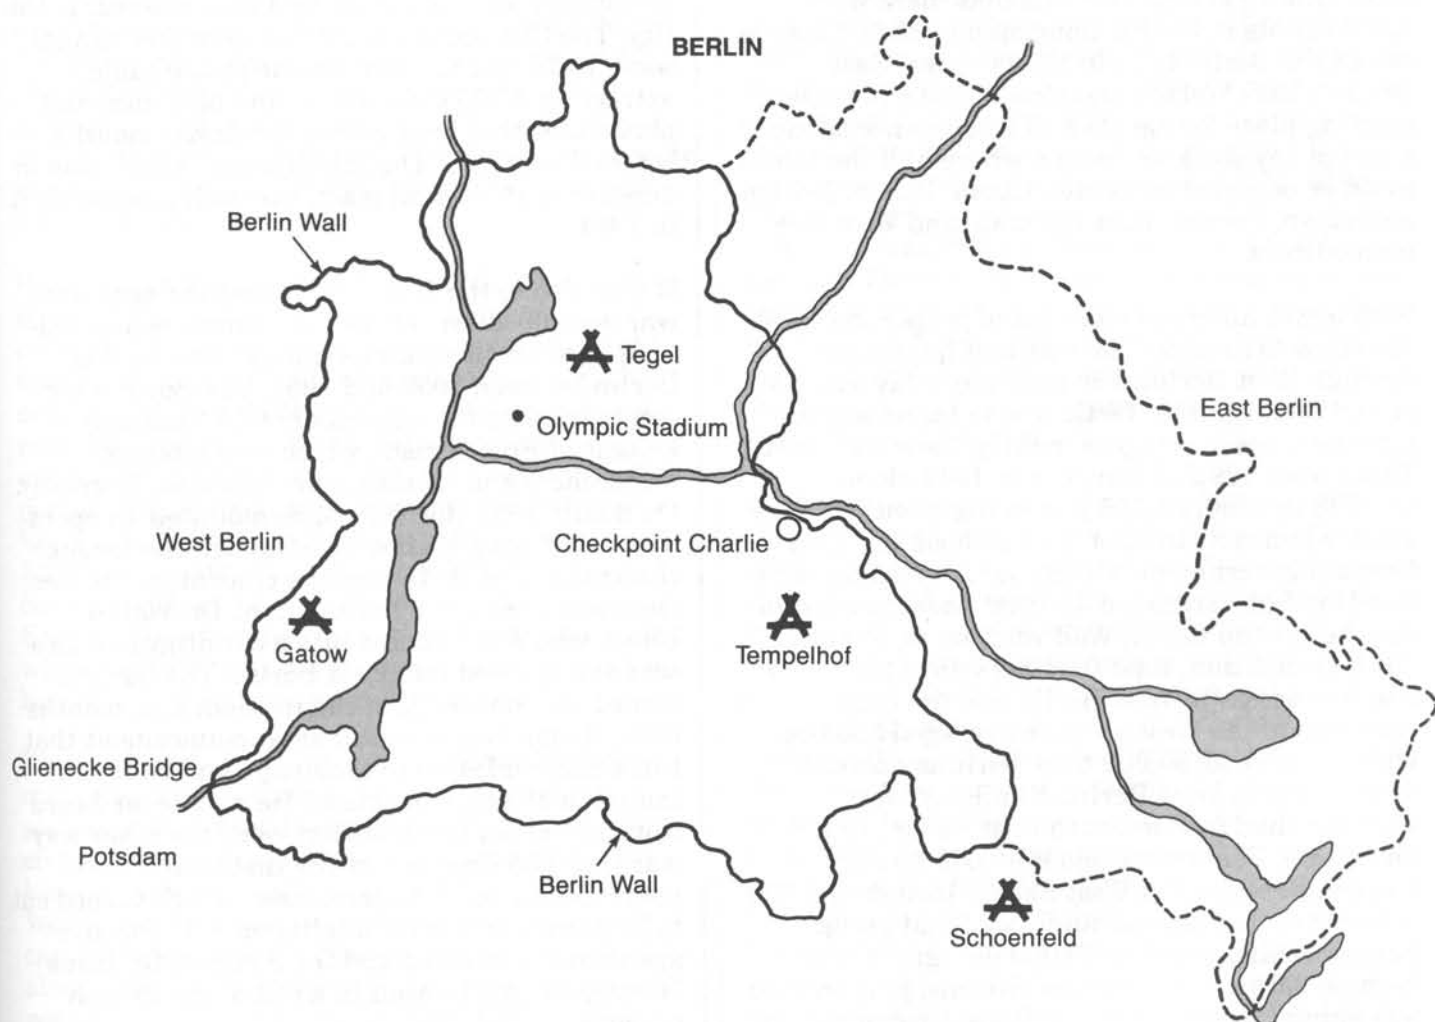 BERLIN
Berlin Wall
Tegel
Olympic Stadium
East Berlin
West Berlin
Checkpoint Charlie
Gatow
Tempelhof
Glienecke Bridge
Potsdam
Berlin Wall
Schoenfeld